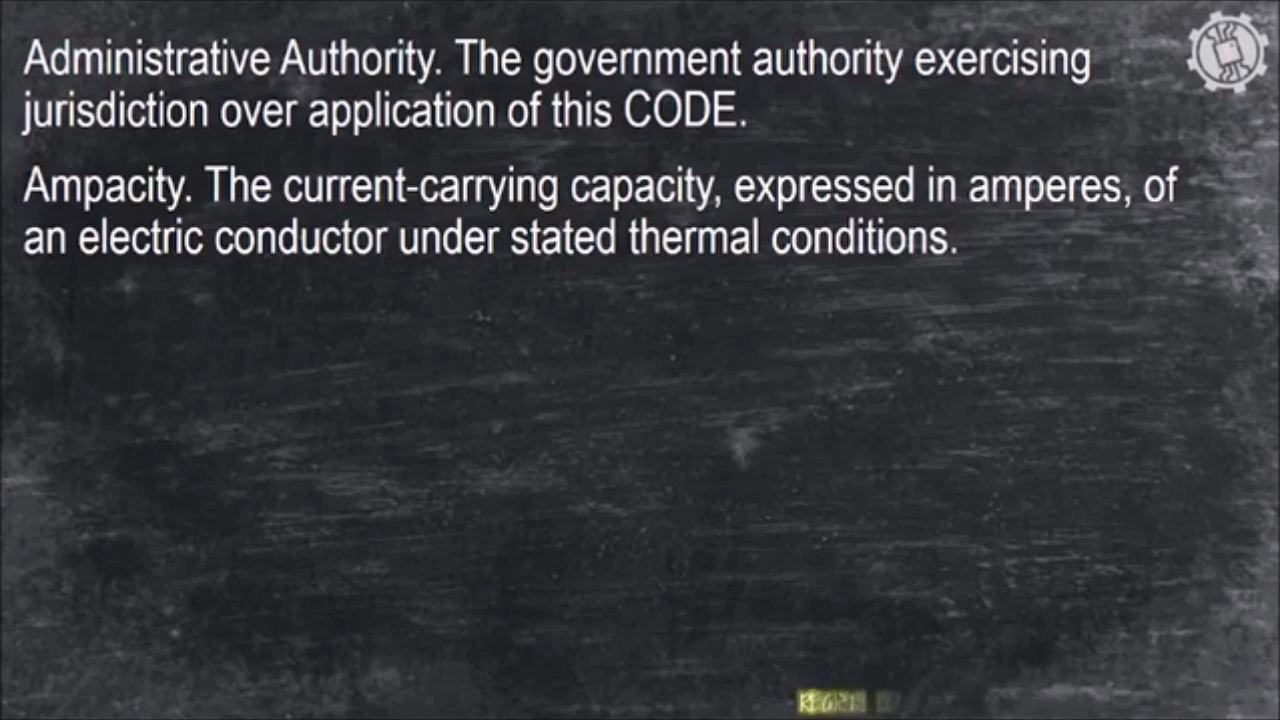 Administrative Authority. The government authority exercising
jurisdiction over application of this CODE.
Ampacity. The current-carrying capacity, expressed in amperes, of
an electric conductor under stated thermal conditions.